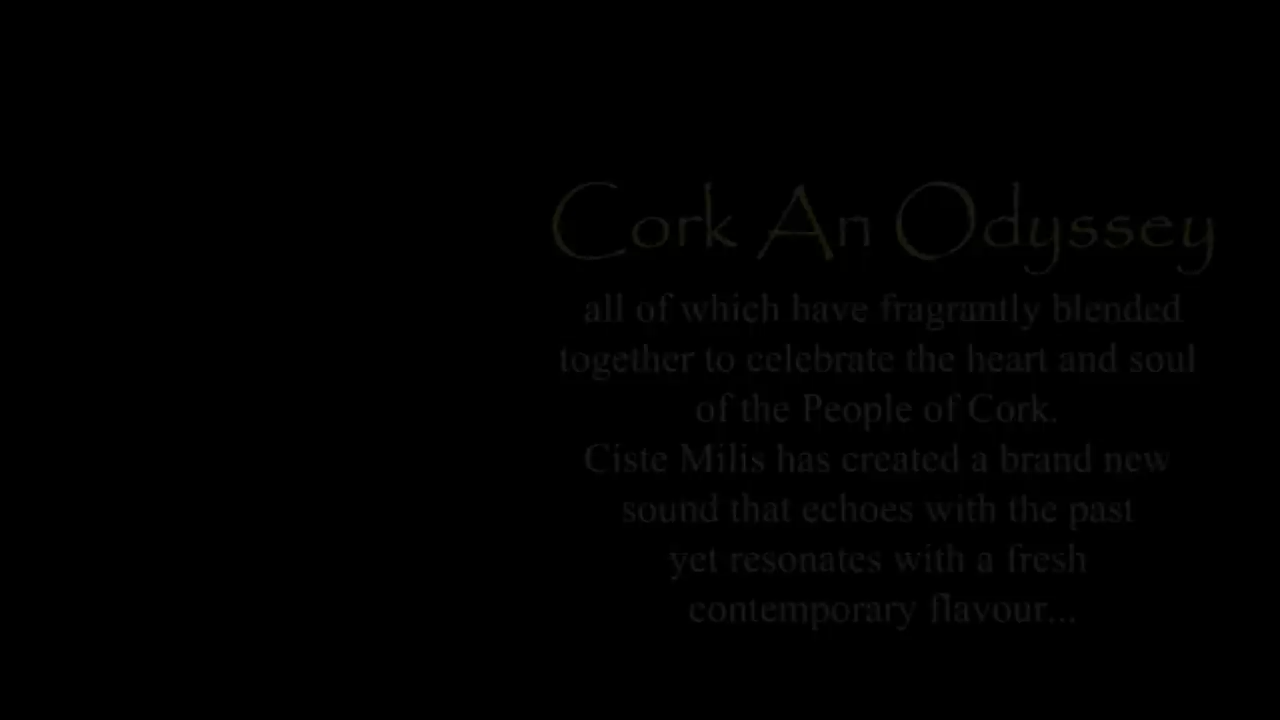 Cork An Odyssey
all of which have fragrantly blended
together to celebrate the heart and soul
of the People of Cork.
Ciste Milis has created a brand new
sound that echoes with the past
yet resonates with a fresh
contemporary flavour...